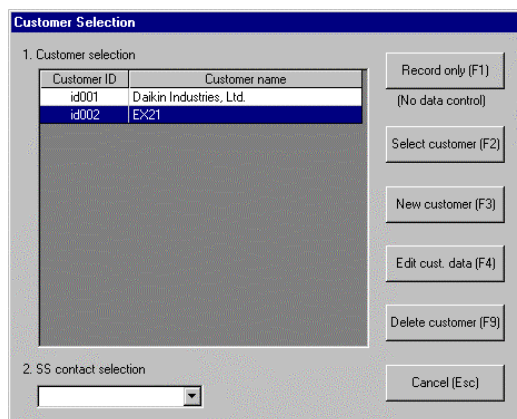 Customer Selection
1. Customer selection
Customer ID Customer name
id001 Daikin Industries, Ltd.
id002 EX21
Record only (F1)
(No data control)
Select customer (F2)
New customer (F3)
Edit cust. data (F4)
Delete customer (F9)
2. SS contact selection
Cancel (Esc)